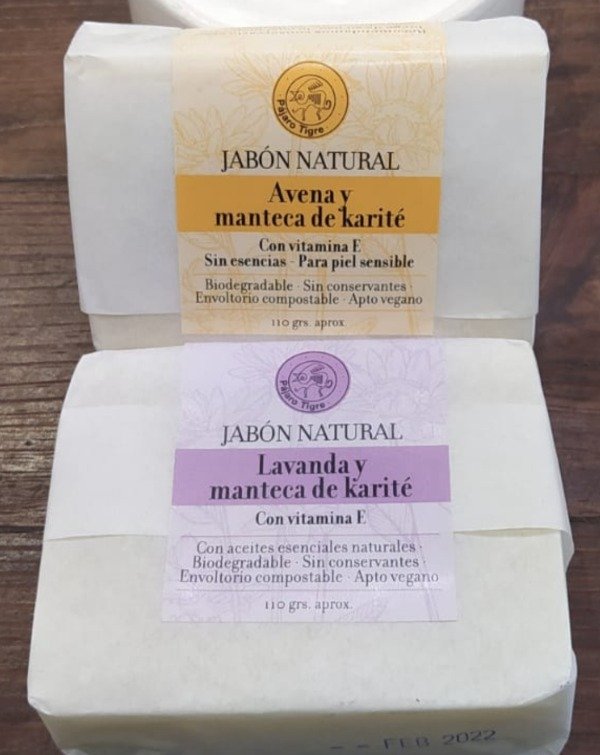 Pájaro Tigre
JABÓN NATURAL
Avena y
manteca de karité
Con vitamina E
Sin esencias - Para piel sensible
Biodegradable · Sin conservantes ·
Envoltorio compostable · Apto vegano
110 grs. aprox.
Pájaro Tigre
JABÓN NATURAL
Lavanda y
manteca de karité
Con vitamina E
Con aceites esenciales naturales ·
Biodegradable · Sin conservantes ·
Envoltorio compostable · Apto vegano
110 grs. aprox.
- - FEB 2022